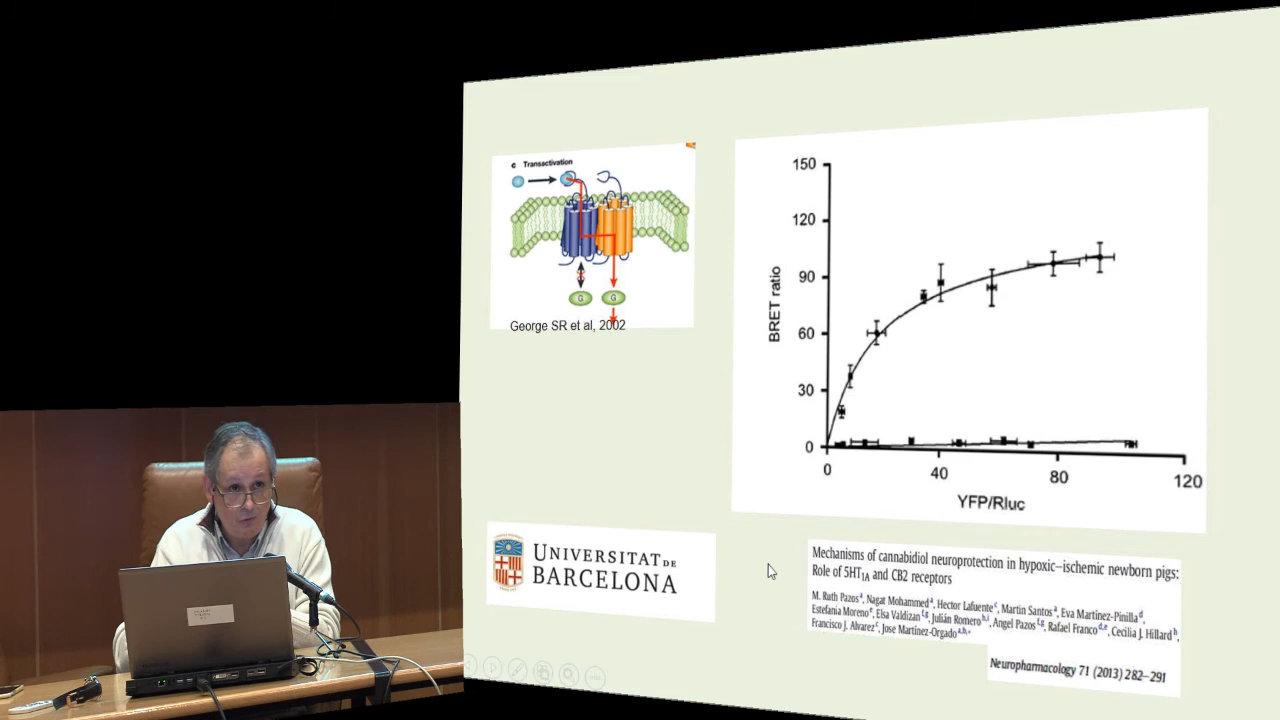 c Transactivation
G
G
George SR et al, 2002
150
120
90
60
30
0
BRET ratio
0
40
80
120
YFP/Rluc
UNIVERSITAT DE
BARCELONA
Mechanisms of cannabidiol neuroprotection in hypoxic–ischemic newborn pigs:
Role of 5HT1A and CB2 receptors
M. Ruth Pazos a, Nagat Mohammed a, Hector Lafuente c, Martin Santos a, Eva Martínez-Pinilla d,
Estefania Moreno e, Elsa Valdizan f,g, Julián Romero h,i, Angel Pazos f,g, Rafael Franco d,e, Cecilia J. Hillard b,
Francisco J. Alvarez c, Jose Martínez-Orgado a,b,*
Neuropharmacology 71 (2013) 282–291